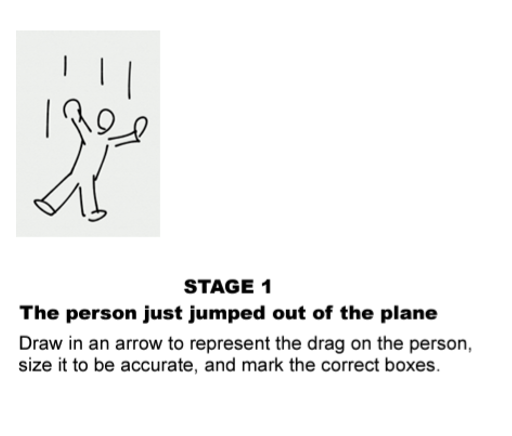 STAGE 1
The person just jumped out of the plane
Draw in an arrow to represent the drag on the person,
size it to be accurate, and mark the correct boxes.